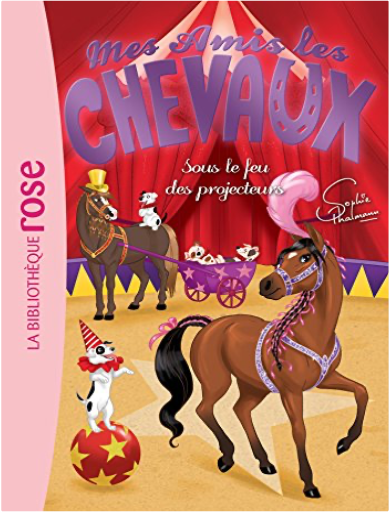 Mes Amis les
CHEVAUX
Sous le feu
des projecteurs
Sophie
Thalmann
LA BIBLIOTHÈQUE rose